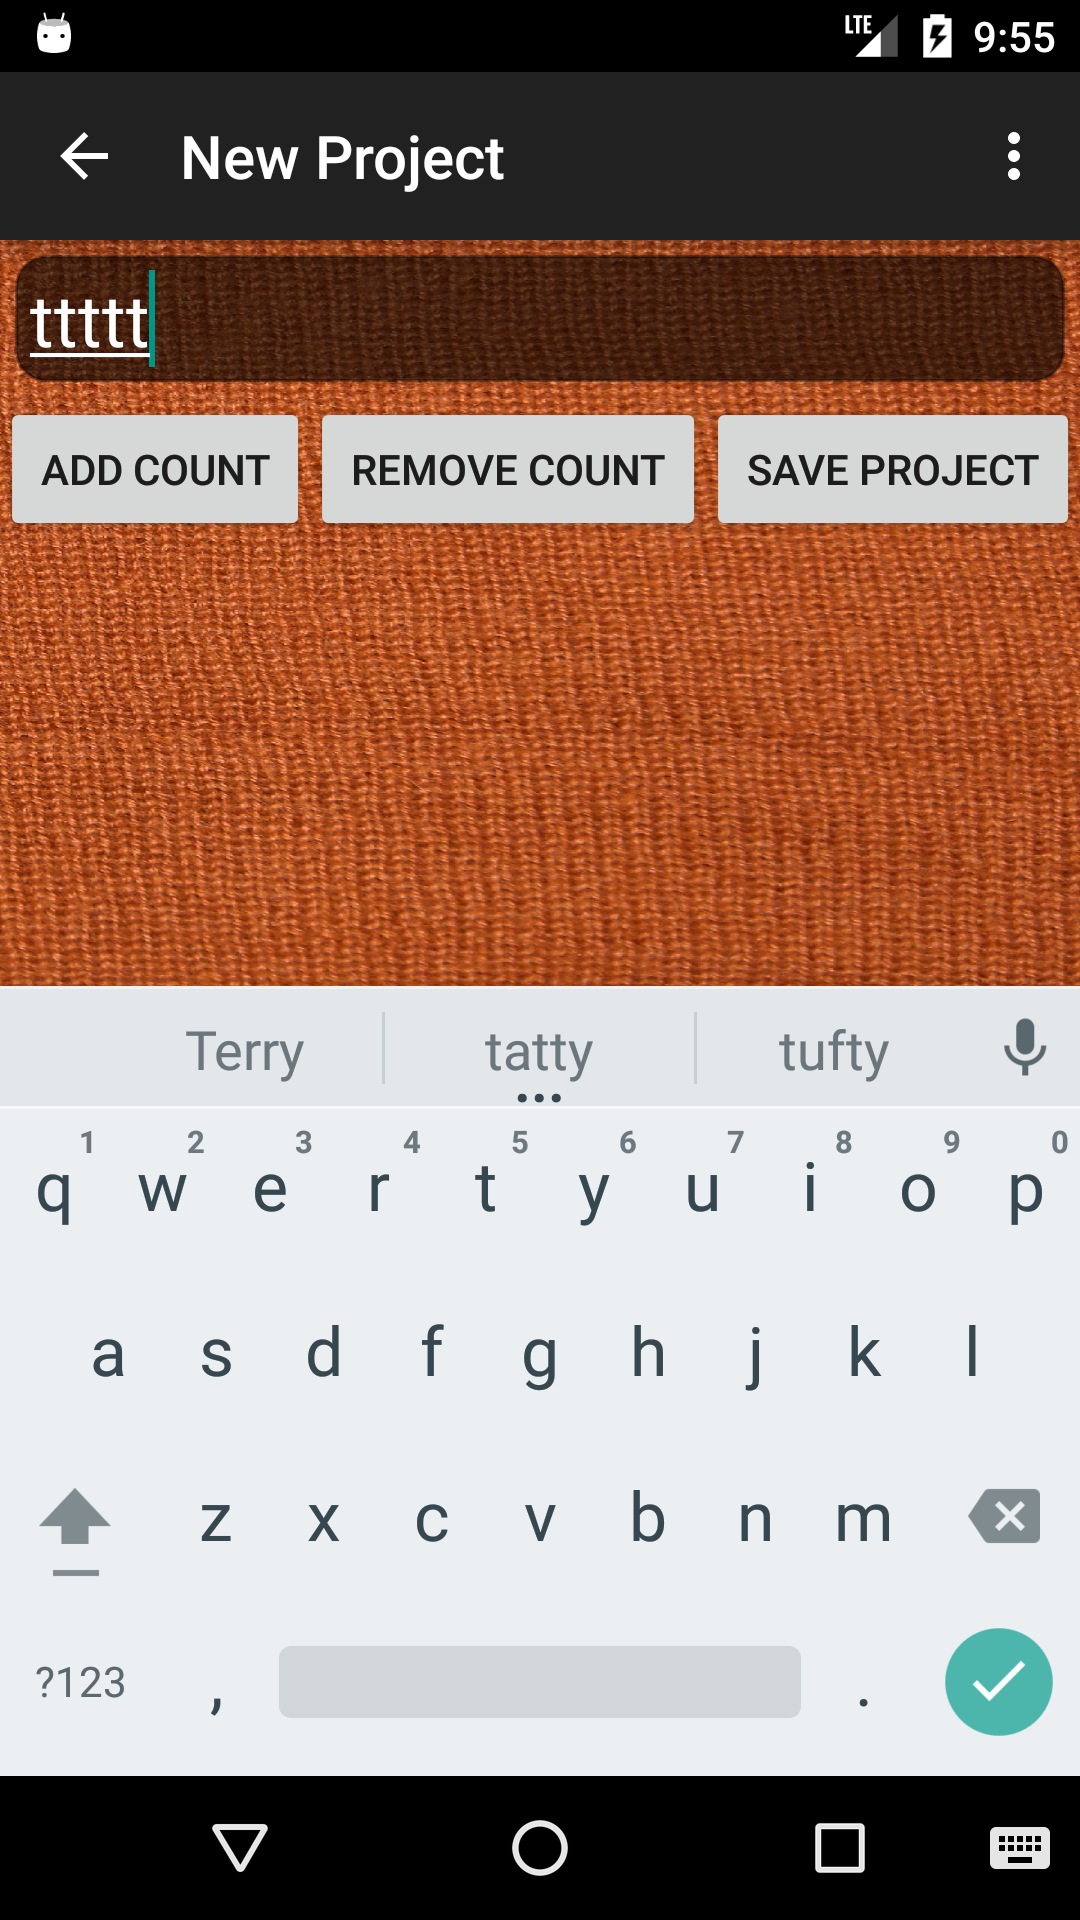 LTE 9:55
New Project
ttttt
ADD COUNT REMOVE COUNT SAVE PROJECT
Terry tatty tufty
1 2 3 4 5 6 7 8 9 0
q w e r t y u i o p
a s d f g h j k l
z x c v b n m
?123 , .